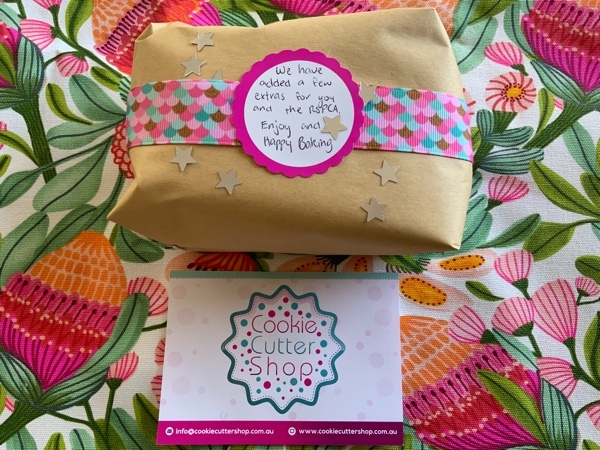 We have
added a few
extras for you
and the RSPCA.
Enjoy and
Happy Baking
Cookie
Cutter
Shop
info@cookiecuttershop.com.au www.cookiecuttershop.com.au